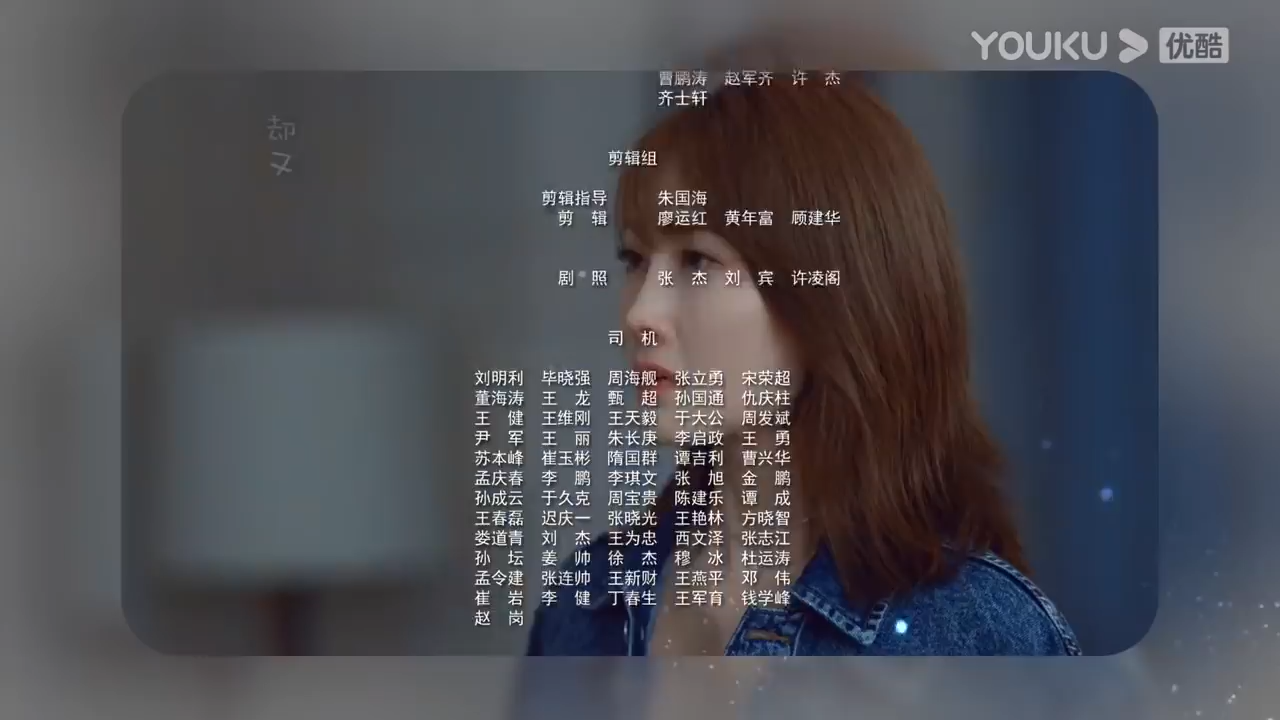 YOUKU 优酷
曹鹏涛 赵军齐 许 杰
齐士轩
却
又
剪辑组
剪辑指导 朱国海
剪 辑 廖运红 黄年富 顾建华
剧 照 张 杰 刘 宾 许凌阁
司 机
刘明利 毕晓强 周海舰 张立勇 宋荣超
董海涛 王 龙 甄 超 孙国通 仇庆柱
王 健 王维刚 王天毅 于大公 周发斌
尹 军 王 丽 朱长庚 李启政 王 勇
苏本峰 崔玉彬 隋国群 谭吉利 曹兴华
孟庆春 李 鹏 李琪文 张 旭 金 鹏
孙成云 于久克 周宝贵 陈建乐 谭 成
王春磊 迟庆一 张晓光 王艳林 方晓智
娄道青 刘 杰 王为忠 西文泽 张志江
孙 坛 姜 帅 徐 杰 穆 冰 杜运涛
孟令建 张连帅 王新财 王燕平 邓 伟
崔 岩 李 健 丁春生 王军育 钱学峰
赵 岗